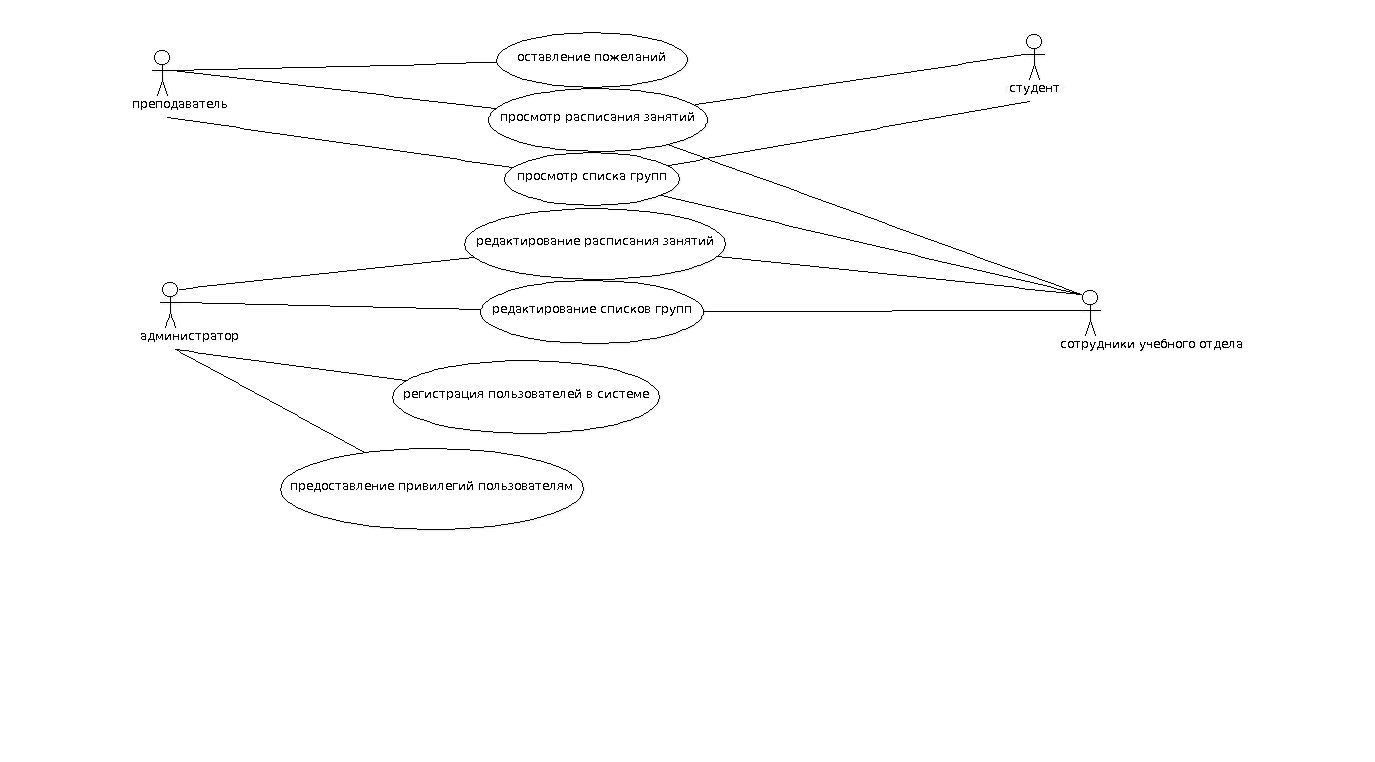 оставление пожеланий
студент
преподаватель
просмотр расписания занятий
просмотр списка групп
редактирование расписания занятий
редактирование списков групп
администратор
сотрудники учебного отдела
регистрация пользователей в системе
предоставление привилегий пользователям